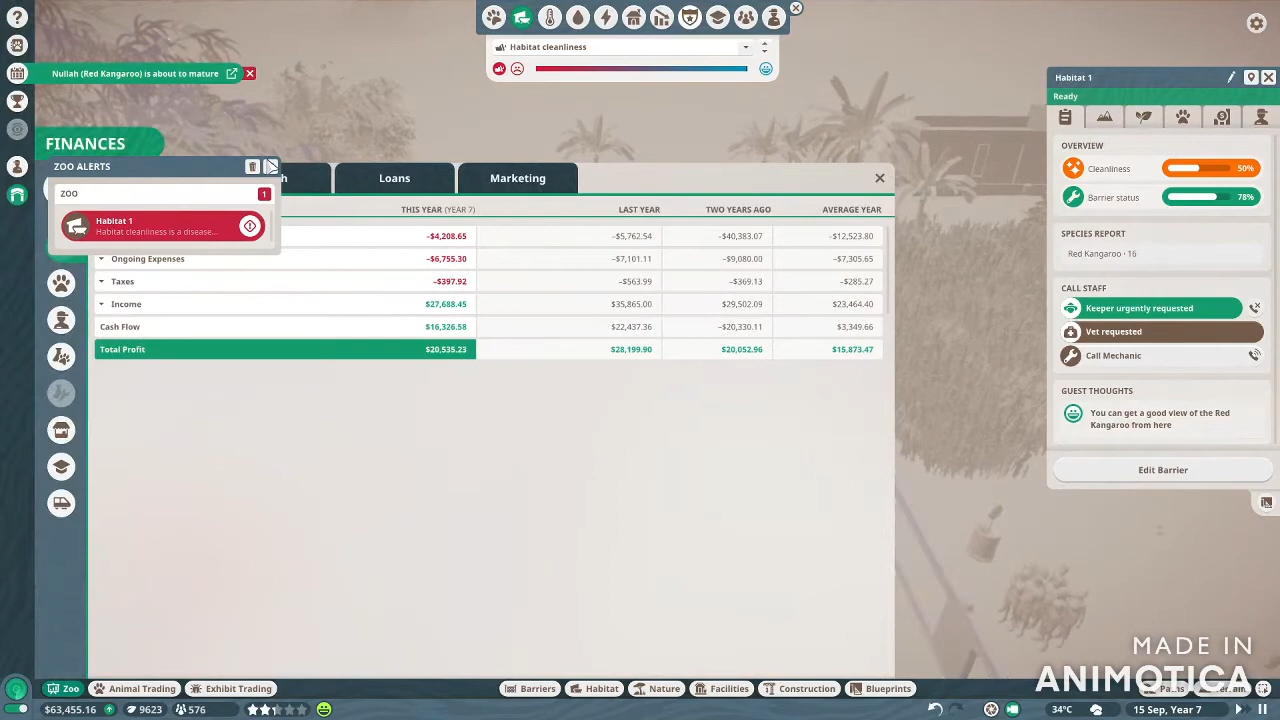 Habitat cleanliness
Nullah (Red Kangaroo) is about to mature
Habitat 1
Ready
FINANCES
ZOO ALERTS
ZOO 1
Habitat 1
Habitat cleanliness is a disease...
Loans Marketing
THIS YEAR (YEAR 7) LAST YEAR TWO YEARS AGO AVERAGE YEAR
–$4,208.65 –$5,762.54 –$40,383.07 –$12,523.80
Ongoing Expenses –$6,755.30 –$7,101.11 –$9,080.00 –$7,305.65
Taxes –$397.92 –$563.99 –$369.13 –$285.27
Income $27,688.45 $35,865.00 $29,502.09 $23,464.40
Cash Flow $16,326.58 $22,437.36 –$20,330.11 $3,349.66
Total Profit $20,535.23 $28,199.90 $20,052.96 $15,873.47
OVERVIEW
Cleanliness 50%
Barrier status 78%
SPECIES REPORT
Red Kangaroo · 16
CALL STAFF
Keeper urgently requested
Vet requested
Call Mechanic
GUEST THOUGHTS
You can get a good view of the Red
Kangaroo from here
Edit Barrier
MADE IN
ANIMOTICA
Zoo Animal Trading Exhibit Trading Barriers Habitat Nature Facilities Construction Blueprints Paths
$63,455.16 9623 576 34°C 15 Sep, Year 7